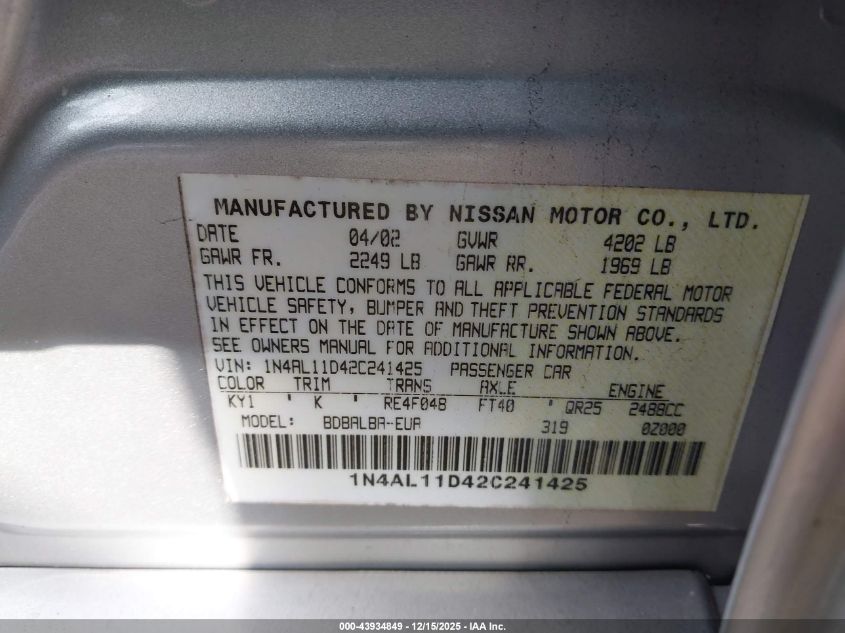 MANUFACTURED BY NISSAN MOTOR CO., LTD.
DATE 04/02 GVWR 4202 LB
GAWR FR. 2249 LB GAWR RR. 1969 LB
THIS VEHICLE CONFORMS TO ALL APPLICABLE FEDERAL MOTOR
VEHICLE SAFETY, BUMPER AND THEFT PREVENTION STANDARDS
IN EFFECT ON THE DATE OF MANUFACTURE SHOWN ABOVE.
SEE OWNERS MANUAL FOR ADDITIONAL INFORMATION.
VIN: 1N4AL11D42C241425 PASSENGER CAR
COLOR TRIM TRANS AXLE ENGINE
KY1 ' K ' RE4F04B FT40 ' QR25 2488CC
MODEL: BDBALBA-EUA 319 0Z000
1N4AL11D42C241425
000-43934849 - 12/15/2025 - IAA Inc.